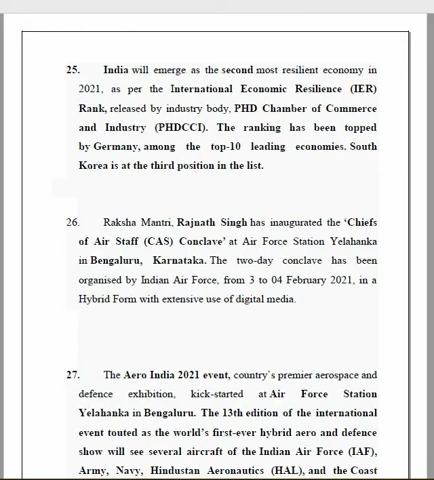 25. India will emerge as the second most resilient economy in
2021, as per the International Economic Resilience (IER)
Rank, released by industry body, PHD Chamber of Commerce
and Industry (PHDCCI). The ranking has been topped
by Germany, among the top-10 leading economies. South
Korea is at the third position in the list.
26. Raksha Mantri, Rajnath Singh has inaugurated the ‘Chiefs
of Air Staff (CAS) Conclave’ at Air Force Station Yelahanka
in Bengaluru, Karnataka. The two-day conclave has been
organised by Indian Air Force, from 3 to 04 February 2021, in a
Hybrid Form with extensive use of digital media.
27. The Aero India 2021 event, country’s premier aerospace and
defence exhibition, kick-started at Air Force Station
Yelahanka in Bengaluru. The 13th edition of the international
event touted as the world’s first-ever hybrid aero and defence
show will see several aircraft of the Indian Air Force (IAF),
Army, Navy, Hindustan Aeronautics (HAL), and the Coast